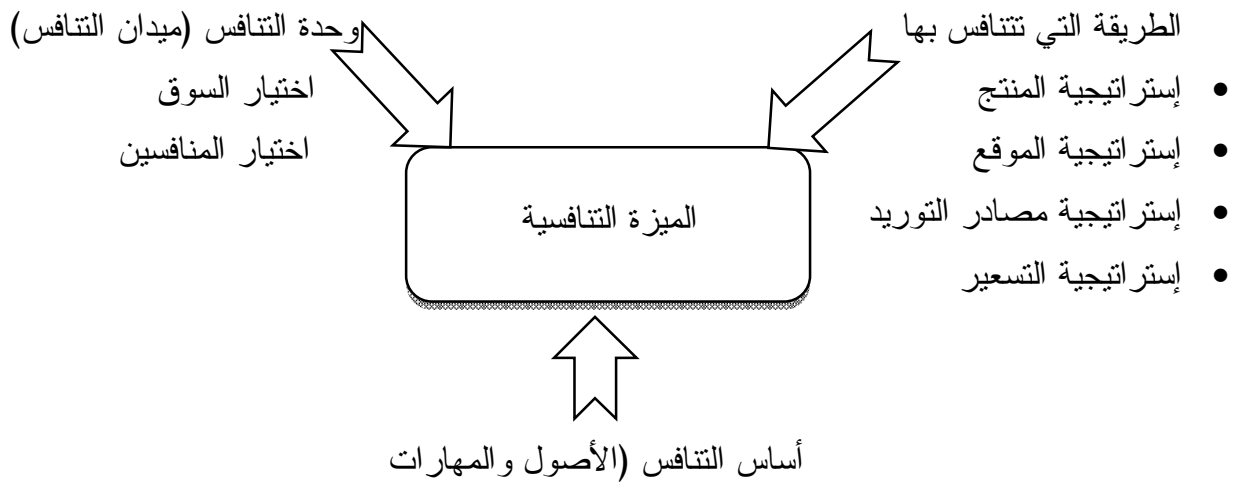 الطريقة التي تتنافس بها
• إستراتيجية المنتج
• إستراتيجية الموقع
• إستراتيجية مصادر التوريد
• إستراتيجية التسعير
وحدة التنافس (ميدان التنافس)
اختيار السوق
اختيار المنافسين
الميزة التنافسية
أساس التنافس (الأصول والمهارات